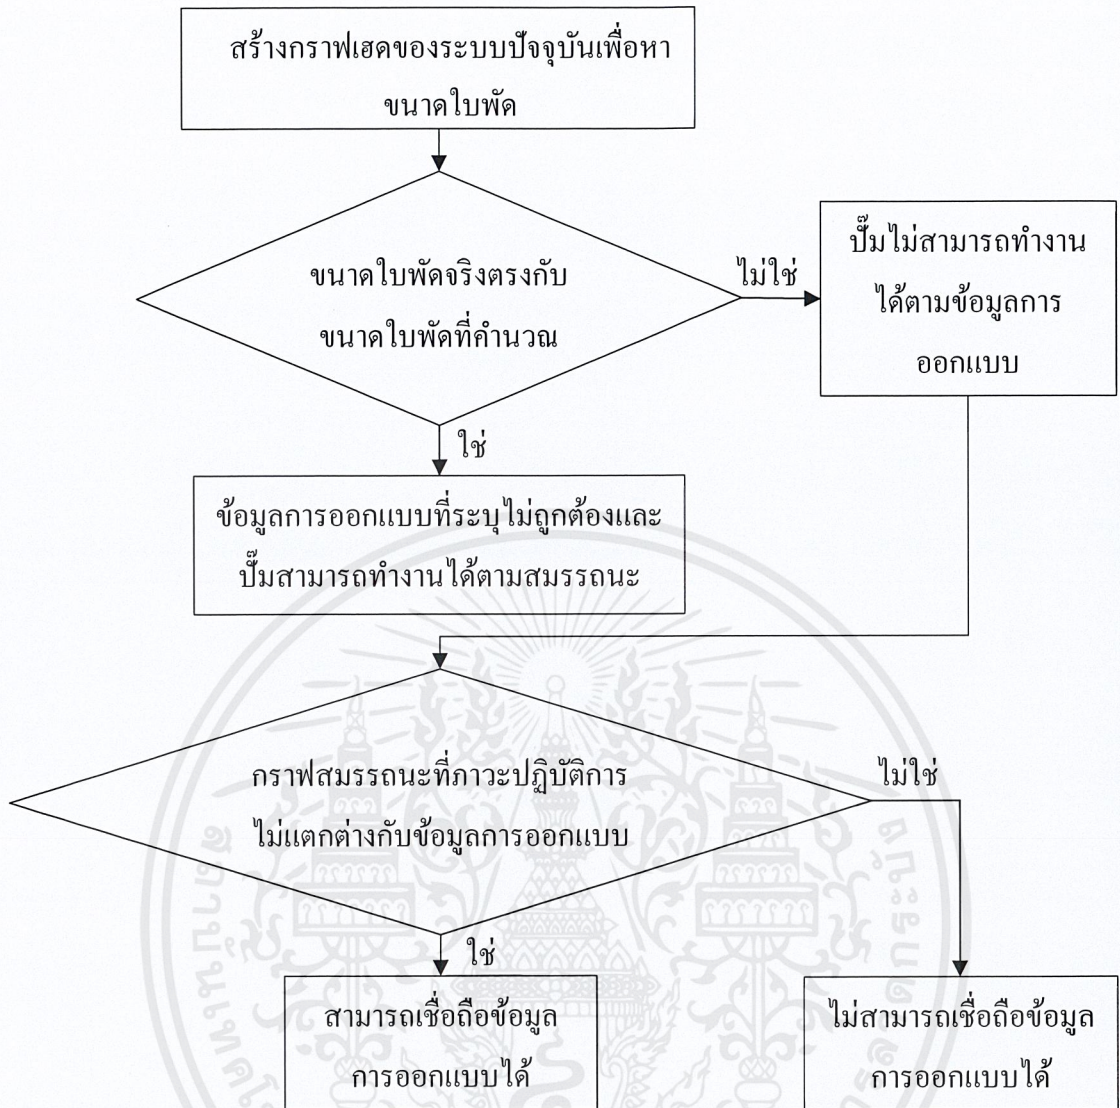 สร้างกราฟเฮดของระบบปัจจุบันเพื่อหา
ขนาดใบพัด
ขนาดใบพัดจริงตรงกับ
ขนาดใบพัดที่คำนวณ
ไม่ใช่
ปั๊มไม่สามารถทำงาน
ได้ตามข้อมูลการ
ออกแบบ
ใช่
ข้อมูลการออกแบบที่ระบุไม่ถูกต้องและ
ปั๊มสามารถทำงานได้ตามสมรรถนะ
กราฟสมรรถนะที่ภาวะปฏิบัติการ
ไม่แตกต่างกับข้อมูลการออกแบบ
ไม่ใช่
ใช่
สามารถเชื่อถือข้อมูล
การออกแบบได้
ไม่สามารถเชื่อถือข้อมูล
การออกแบบได้